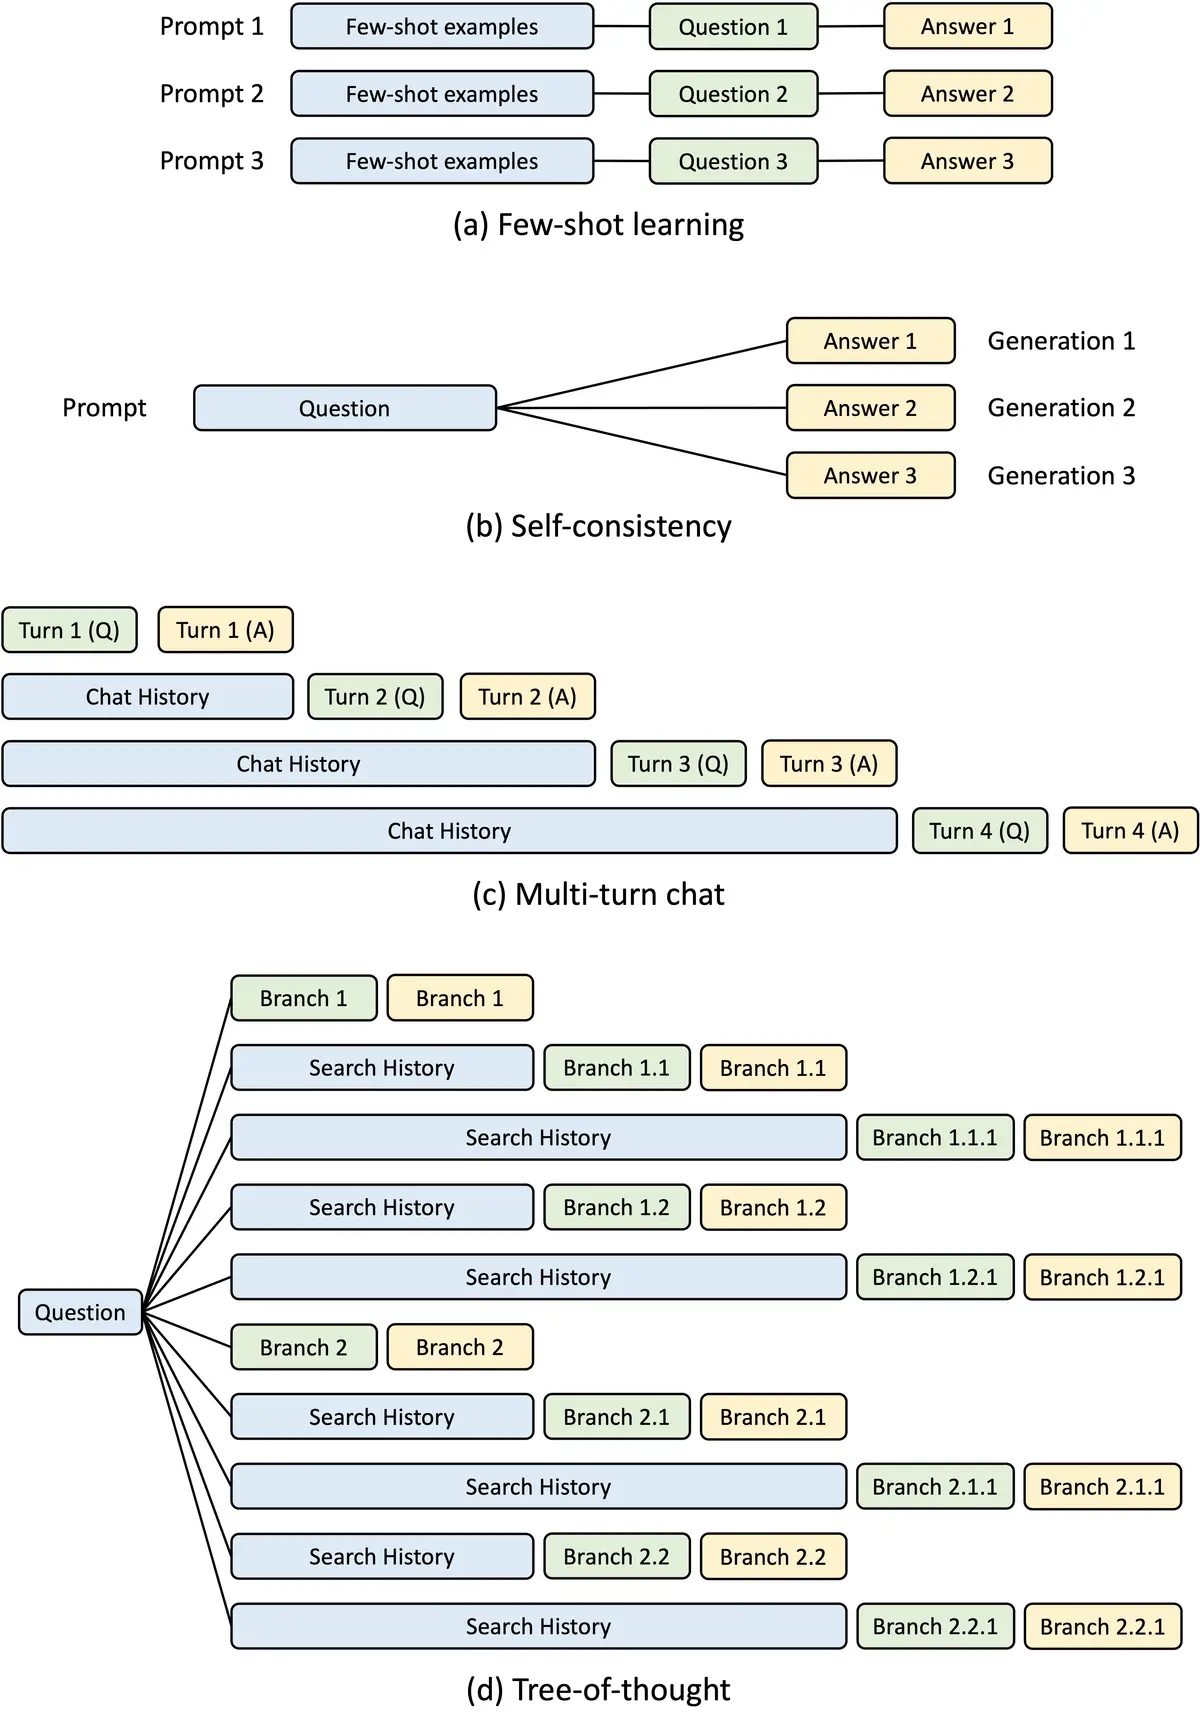 Prompt 1 Few-shot examples Question 1 Answer 1
Prompt 2 Few-shot examples Question 2 Answer 2
Prompt 3 Few-shot examples Question 3 Answer 3
(a) Few-shot learning
Answer 1 Generation 1
Prompt Question Answer 2 Generation 2
Answer 3 Generation 3
(b) Self-consistency
Turn 1 (Q) Turn 1 (A)
Chat History Turn 2 (Q) Turn 2 (A)
Chat History Turn 3 (Q) Turn 3 (A)
Chat History Turn 4 (Q) Turn 4 (A)
(c) Multi-turn chat
Branch 1 Branch 1
Search History Branch 1.1 Branch 1.1
Search History Branch 1.1.1 Branch 1.1.1
Search History Branch 1.2 Branch 1.2
Search History Branch 1.2.1 Branch 1.2.1
Question
Branch 2 Branch 2
Search History Branch 2.1 Branch 2.1
Search History Branch 2.1.1 Branch 2.1.1
Search History Branch 2.2 Branch 2.2
Search History Branch 2.2.1 Branch 2.2.1
(d) Tree-of-thought